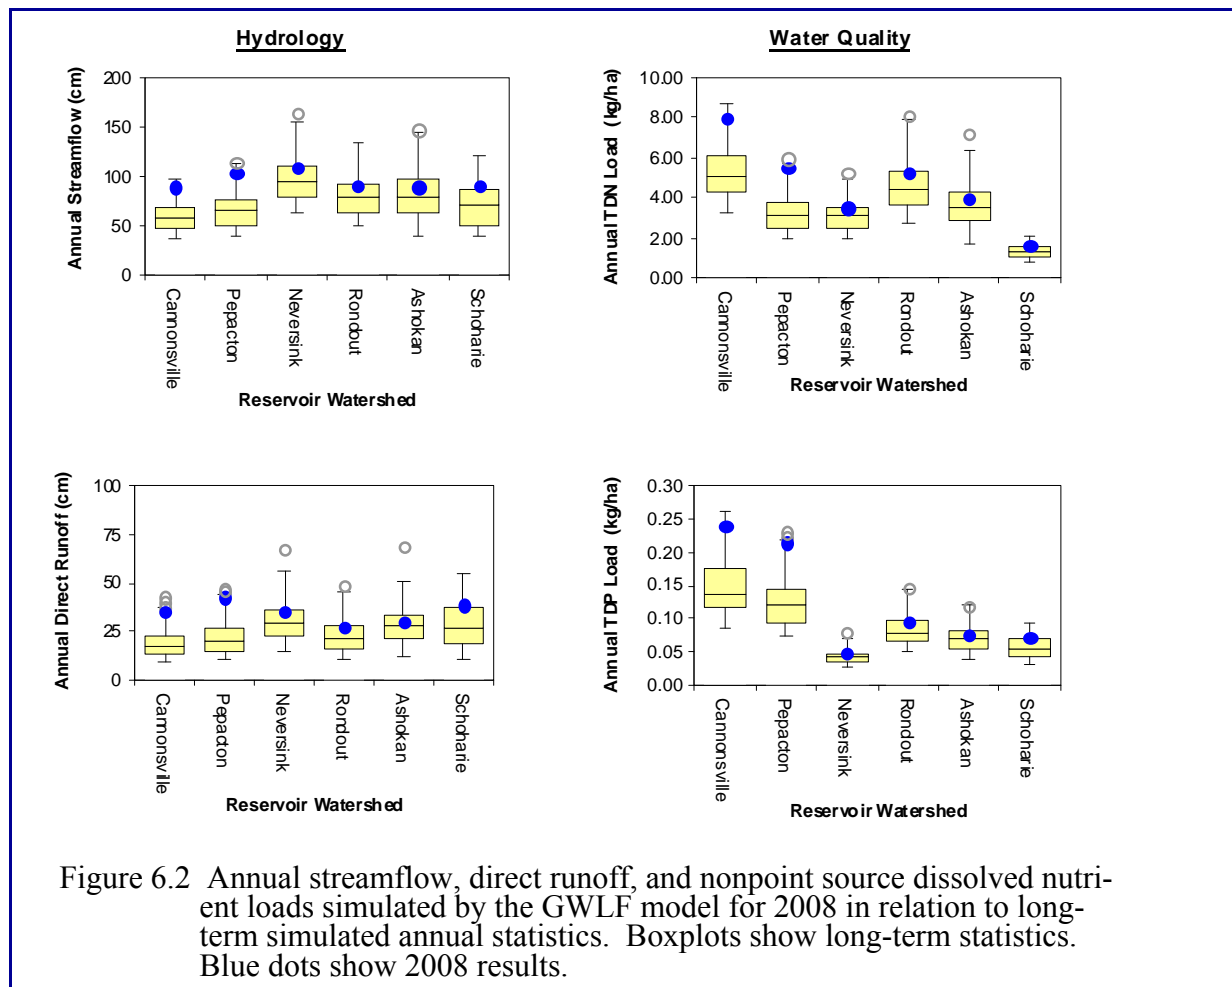 Hydrology
Water Quality
Annual Streamflow (cm)
200
150
100
50
0
Cannonsville
Pepacton
Neversink
Rondout
Ashokan
Schoharie
Reservoir Watershed
Annual TDN Load (kg/ha)
10.00
8.00
6.00
4.00
2.00
0.00
Cannonsville
Pepacton
Neversink
Rondout
Ashokan
Schoharie
Reservoir Watershed
Annual Direct Runoff (cm)
100
75
50
25
0
Cannonsville
Pepacton
Neversink
Rondout
Ashokan
Schoharie
Reservoir Watershed
Annual TDP Load (kg/ha)
0.30
0.25
0.20
0.15
0.10
0.05
0.00
Cannonsville
Pepacton
Neversink
Rondout
Ashokan
Schoharie
Reservoir Watershed
Figure 6.2 Annual streamflow, direct runoff, and nonpoint source dissolved nutri-
ent loads simulated by the GWLF model for 2008 in relation to long-
term simulated annual statistics. Boxplots show long-term statistics.
Blue dots show 2008 results.